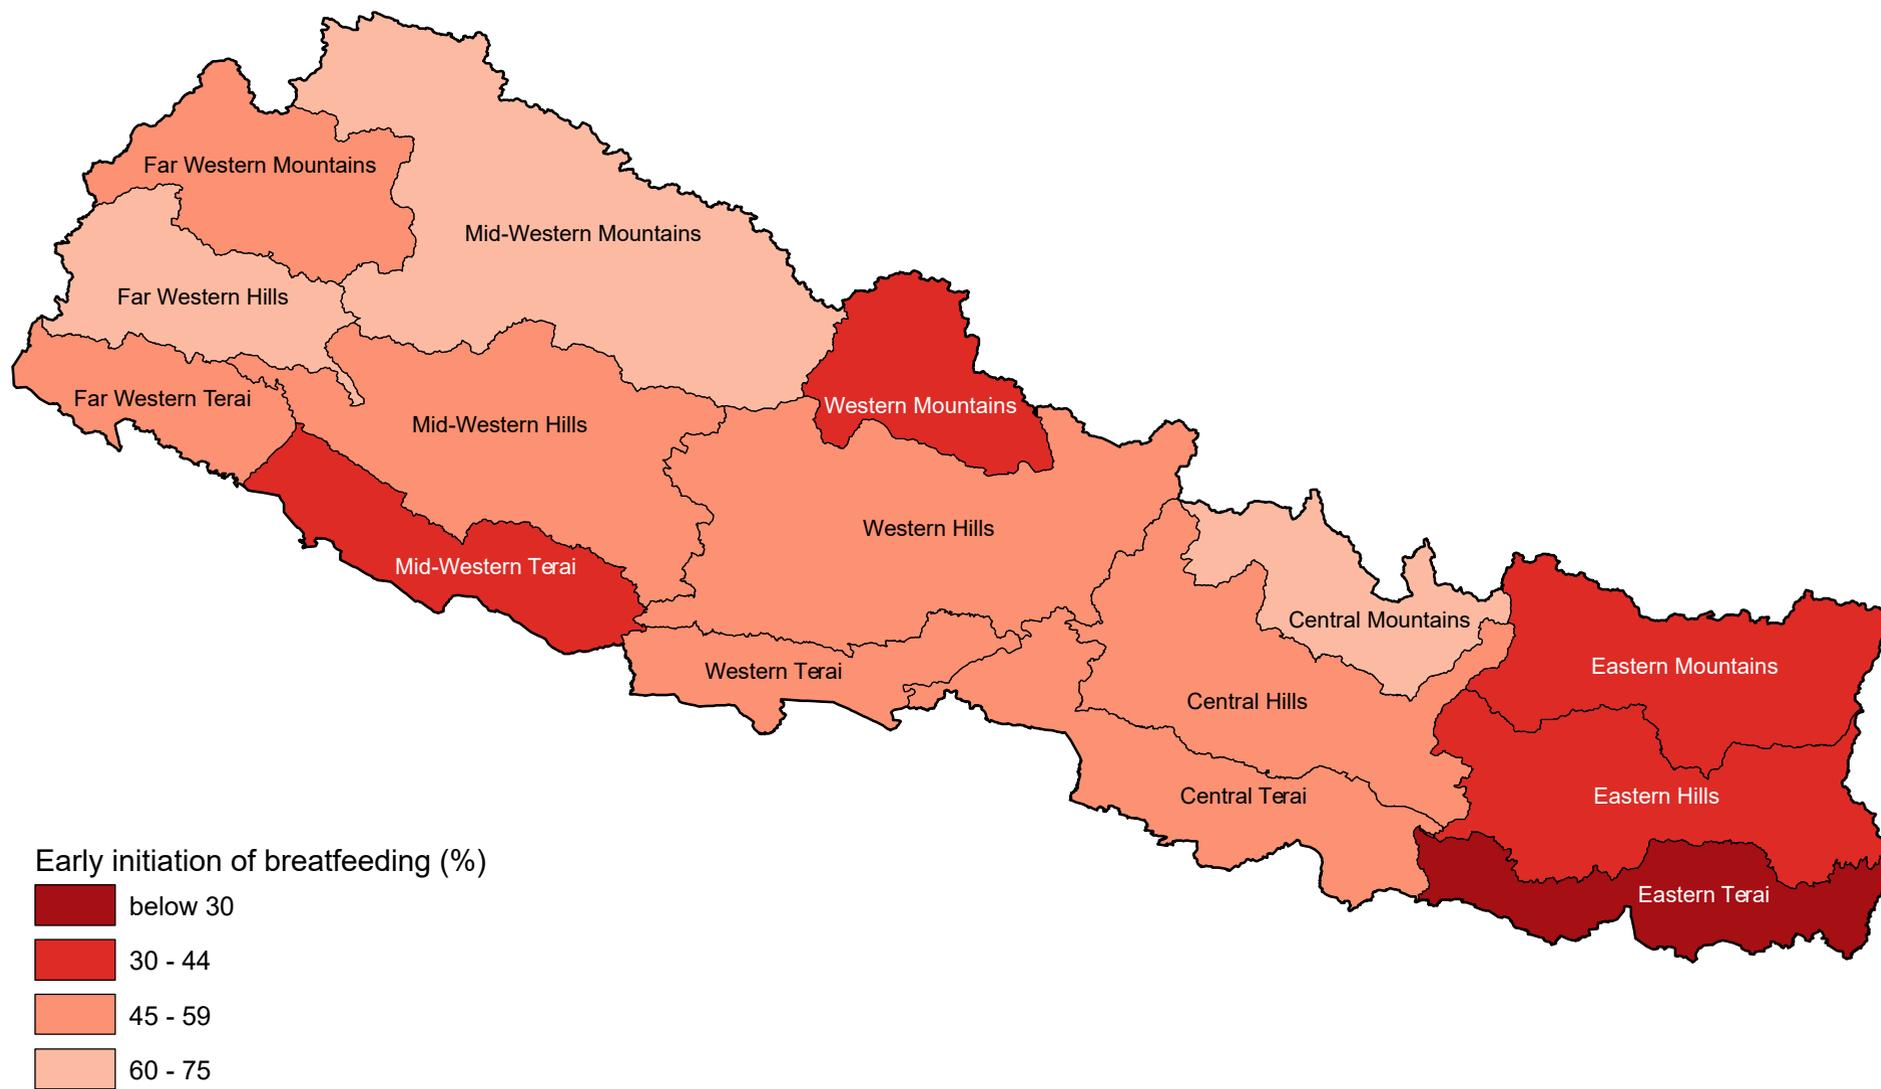 Far Western Mountains
Mid-Western Mountains
Far Western Hills
Far Western Terai
Western Mountains
Mid-Western Hills
Western Hills
Mid-Western Terai
Central Mountains
Western Terai
Eastern Mountains
Central Hills
Central Terai
Eastern Hills
Eastern Terai
Early initiation of breatfeeding (%)
below 30
30 - 44
45 - 59
60 - 75